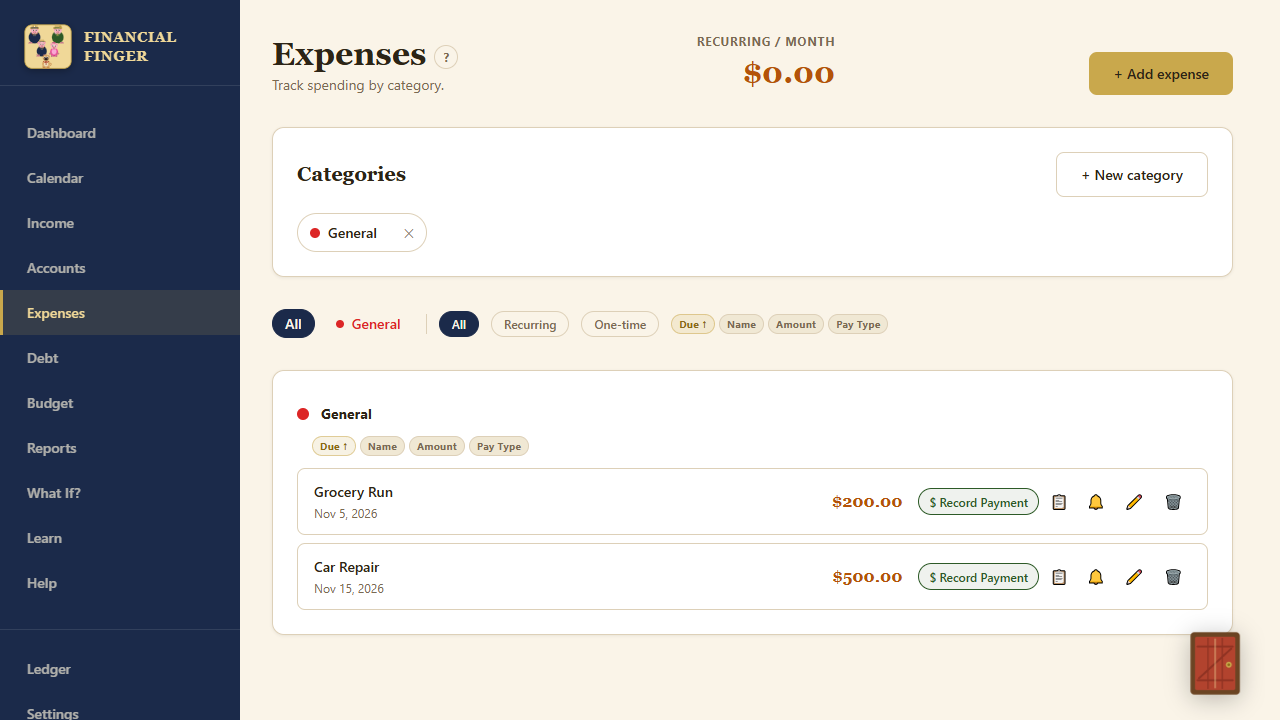 FINANCIAL
FINGER
Dashboard
Calendar
Income
Accounts
Expenses
Debt
Budget
Reports
What If?
Learn
Help
Ledger
Settings
Expenses ?
Track spending by category.
RECURRING / MONTH
$0.00
+ Add expense
Categories
+ New category
General ×
All General All Recurring One-time Due ↑ Name Amount Pay Type
General
Due ↑ Name Amount Pay Type
Grocery Run
Nov 5, 2026
$200.00 $ Record Payment
Car Repair
Nov 15, 2026
$500.00 $ Record Payment